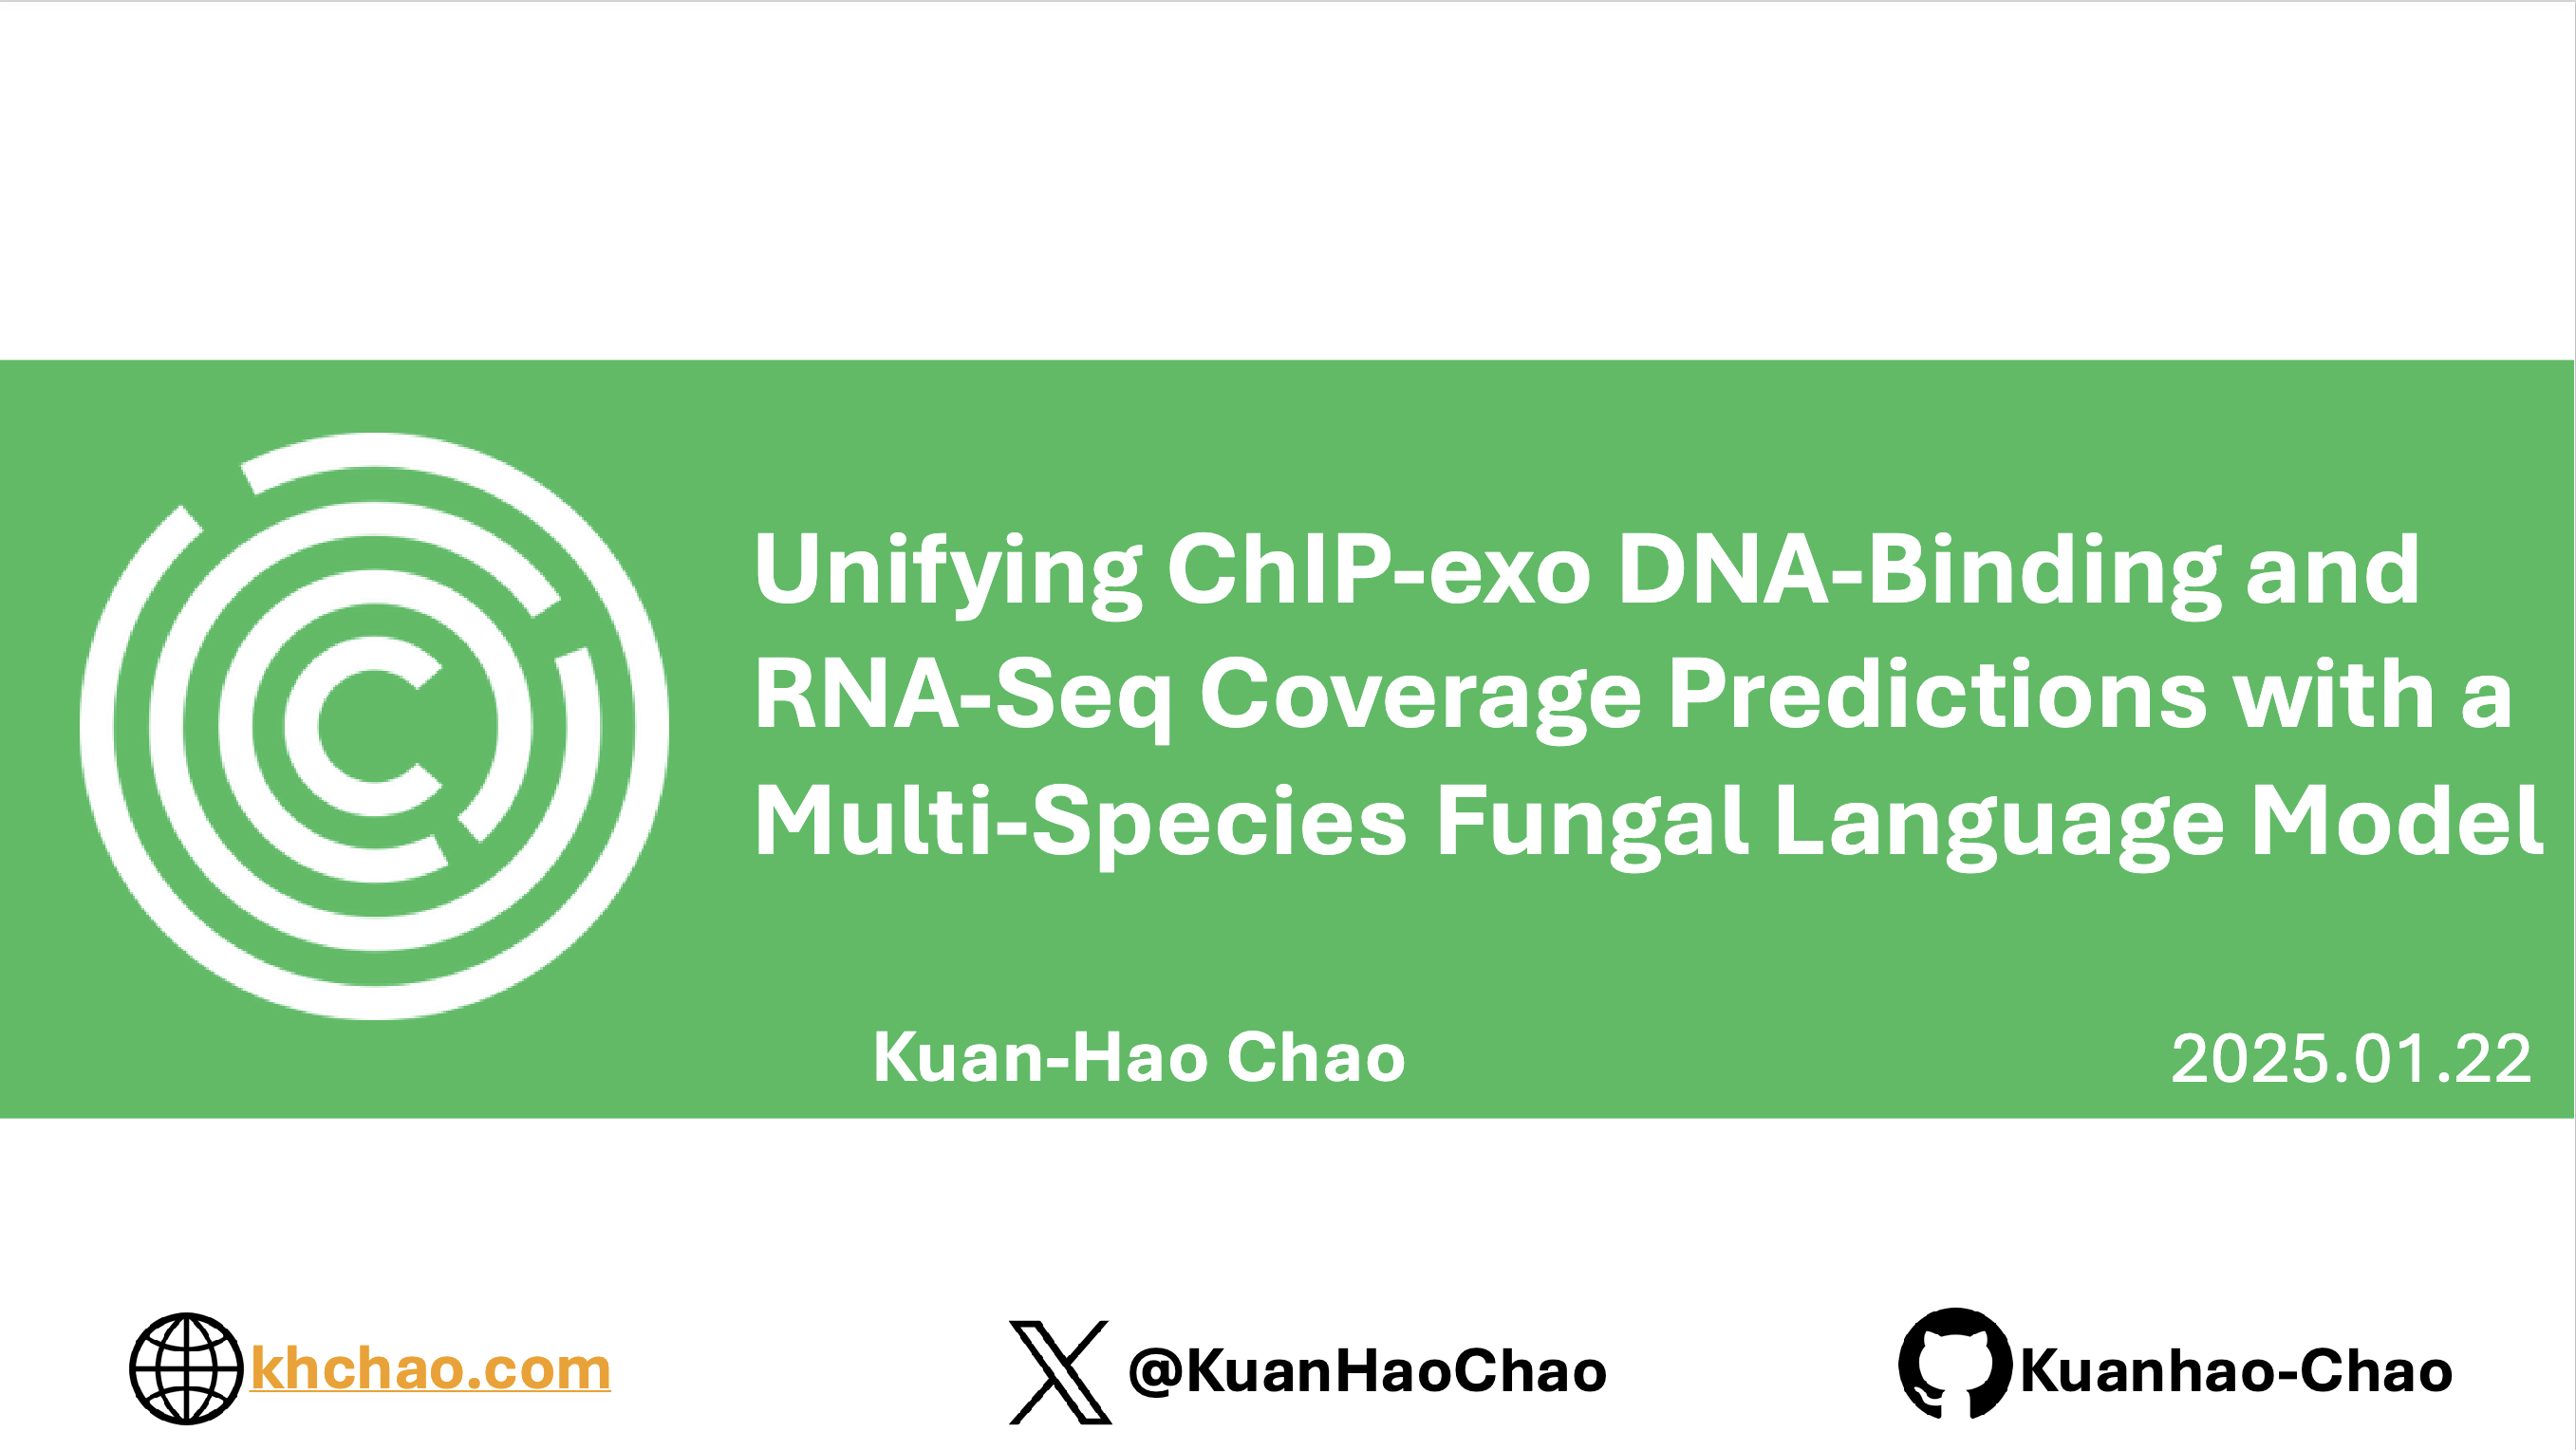 Unifying ChIP-exo DNA-Binding and
RNA-Seq Coverage Predictions with a
Multi-Species Fungal Language Model
Kuan-Hao Chao
2025.01.22
khchao.com
@KuanHaoChao
Kuanhao-Chao